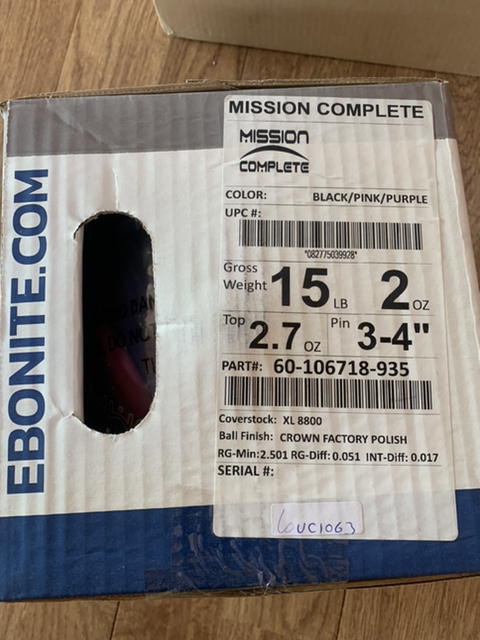 MISSION COMPLETE
MISSION
COMPLETE
COLOR: BLACK/PINK/PURPLE
UPC #:
*082775039928*
Gross Weight 15 LB 2 OZ
Top 2.7 OZ Pin 3-4"
PART#: 60-106718-935
Coverstock: XL 8800
Ball Finish: CROWN FACTORY POLISH
RG-Min:2.501 RG-Diff: 0.051 INT-Diff: 0.017
SERIAL #:
EBONITE.COM
DO NOT